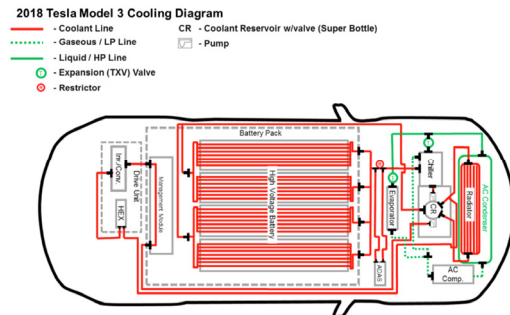 2018 Tesla Model 3 Cooling Diagram
- Coolant Line
CR - Coolant Reservoir w/valve (Super Bottle)
- Gaseous / LP Line
- Pump
- Liquid / HP Line
T - Expansion (TXV) Valve
R - Restrictor
Battery Pack
Inv./Conv.
Drive Unit
HEX
Management Module
High Voltage Battery
R
ADAS
T
Evaporator
T
Chiller
CR
Radiator
AC Condenser
AC
Comp.